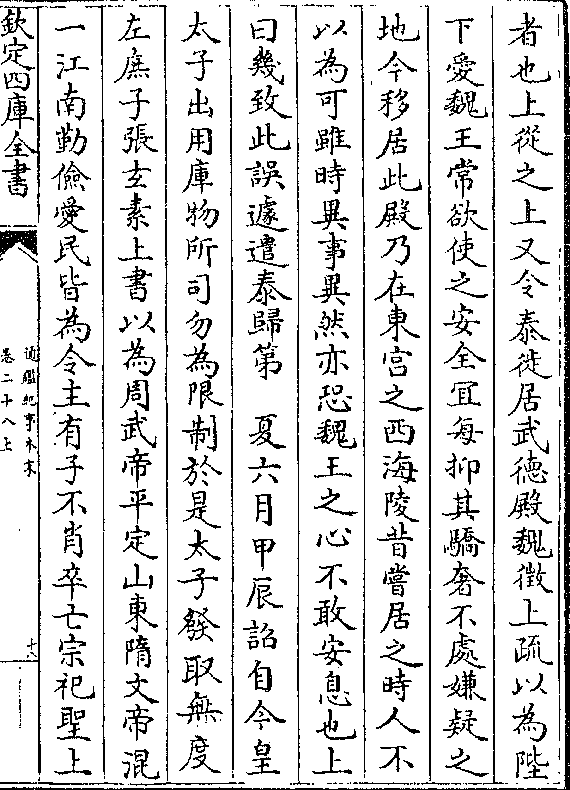 者也上從之上又令泰徙居武德殿魏徴上疏以為陛
下愛魏王常欲使之安全宜每抑其驕奢不處嫌疑之
地今移居此殿乃在東宫之西海陵昔嘗居之時人不
以為可雖時異事異然亦恐魏王之心不敢安息也上
曰幾致此誤遽遣泰歸第　夏六月甲辰詔自今皇
太子出用庫物所司勿為限制於是太子發取無度
左庶子張玄素上書以為周武帝平定山東隋文帝混
一江南勤儉愛民皆為令主有子不肖卒亡宗祀聖上
欽定四庫全書
通鑑紀事本末
卷二十八上